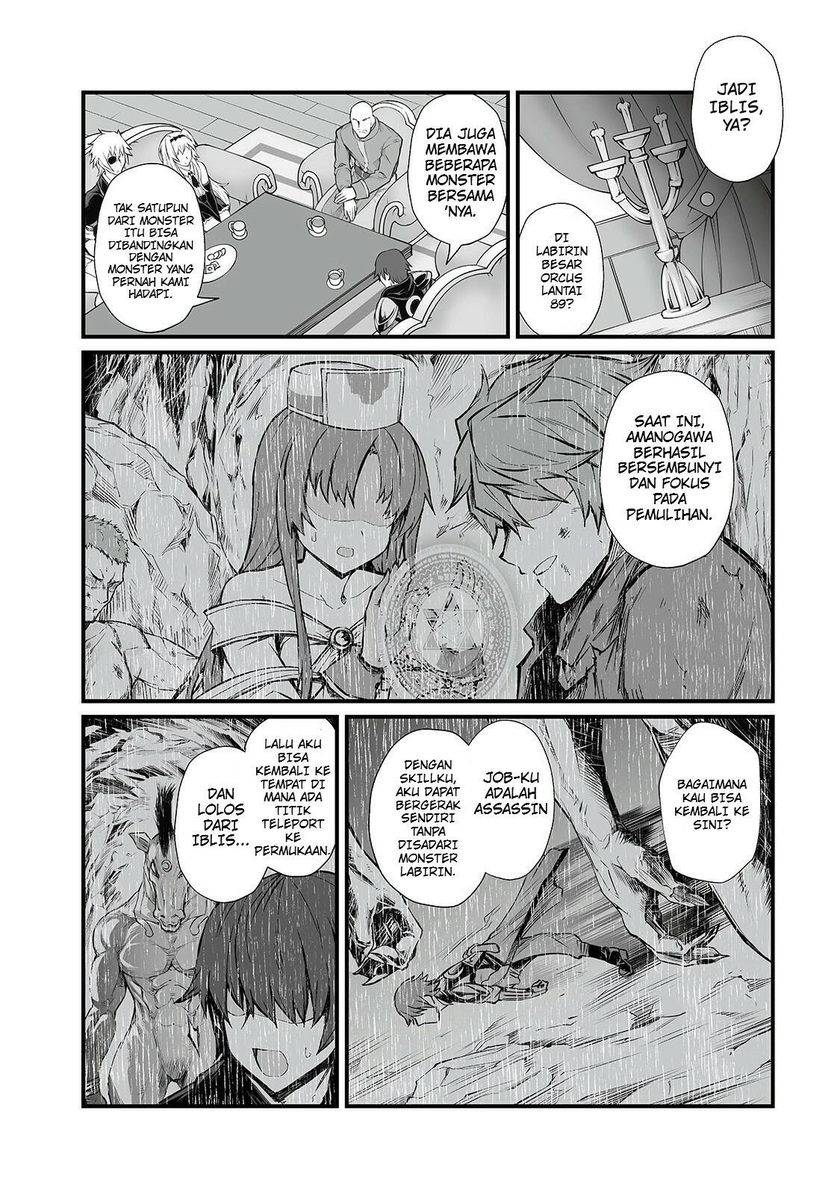 JADI
IBLIS,
YA?
DI
LABIRIN
BESAR
ORCUS
LANTAI
89?
DIA JUGA
MEMBAWA
BEBERAPA
MONSTER
BERSAMA
'NYA.
TAK SATUPUN
DARI MONSTER
ITU BISA
DIBANDINGKAN
DENGAN
MONSTER YANG
PERNAH KAMI
HADAPI.
SAAT INI,
AMANOGAWA
BERHASIL
BERSEMBUNYI
DAN FOKUS
PADA
PEMULIHAN.
BAGAIMANA
KAU BISA
KEMBALI KE
SINI?
JOB-KU
ADALAH
ASSASSIN
DENGAN
SKILLKU,
AKU DAPAT
BERGERAK
SENDIRI
TANPA
DISADARI
MONSTER
LABIRIN.
LALU AKU
BISA
KEMBALI KE
TEMPAT DI
MANA ADA
TITIK
TELEPORT
KE
PERMUKAAN.
DAN
LOLOS
DARI
IBLIS...